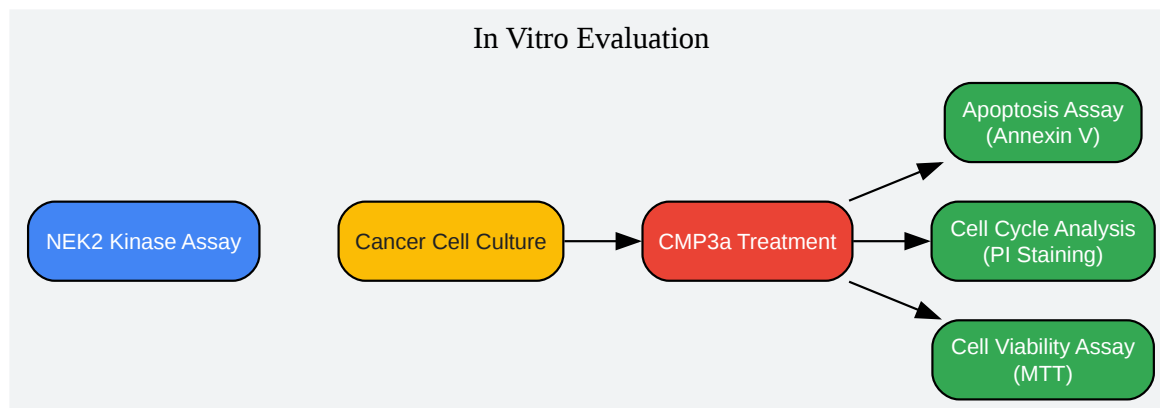 In Vitro Evaluation
NEK2 Kinase Assay
Cancer Cell Culture
CMP3a Treatment
Apoptosis Assay
(Annexin V)
Cell Cycle Analysis
(PI Staining)
Cell Viability Assay
(MTT)